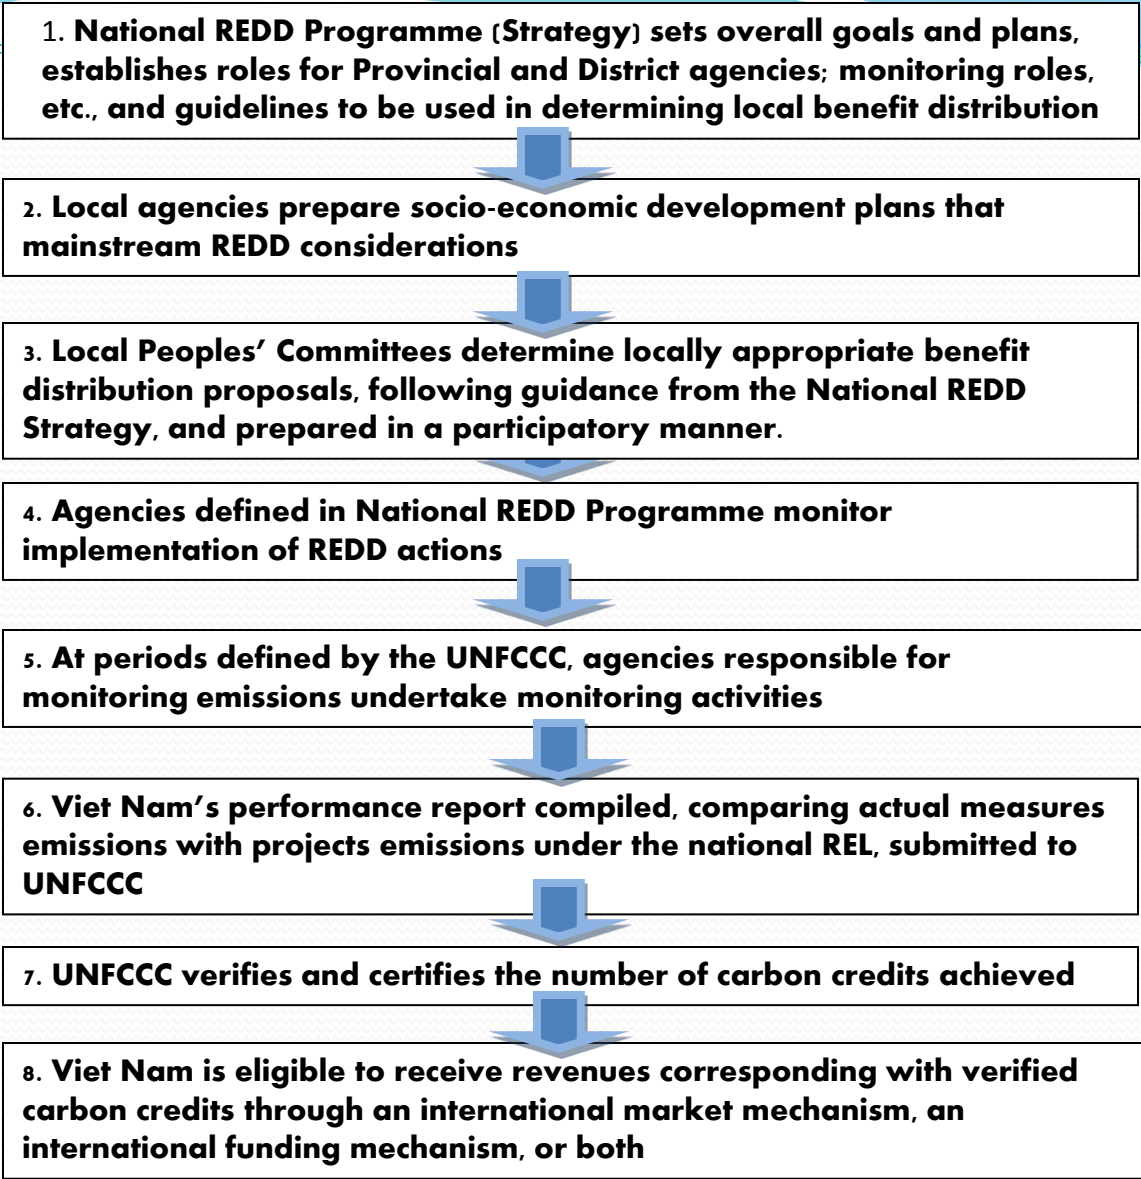 1. National REDD Programme (Strategy) sets overall goals and plans,
establishes roles for Provincial and District agencies; monitoring roles,
etc., and guidelines to be used in determining local benefit distribution
2. Local agencies prepare socio-economic development plans that
mainstream REDD considerations
3. Local Peoples’ Committees determine locally appropriate benefit
distribution proposals, following guidance from the National REDD
Strategy, and prepared in a participatory manner.
4. Agencies defined in National REDD Programme monitor
implementation of REDD actions
5. At periods defined by the UNFCCC, agencies responsible for
monitoring emissions undertake monitoring activities
6. Viet Nam’s performance report compiled, comparing actual measures
emissions with projects emissions under the national REL, submitted to
UNFCCC
7. UNFCCC verifies and certifies the number of carbon credits achieved
8. Viet Nam is eligible to receive revenues corresponding with verified
carbon credits through an international market mechanism, an
international funding mechanism, or both